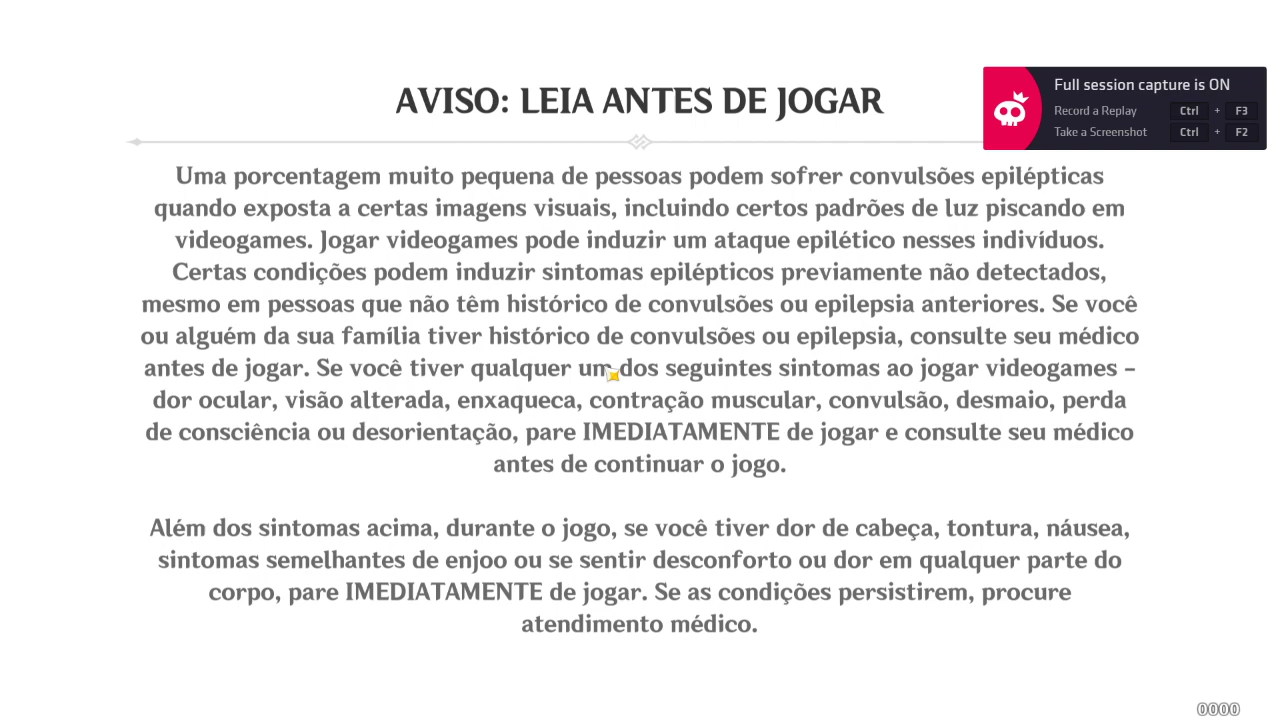 AVISO: LEIA ANTES DE JOGAR
Full session capture is ON
Record a Replay Ctrl + F3
Take a Screenshot Ctrl + F2
Uma porcentagem muito pequena de pessoas podem sofrer convulsões epilépticas
quando exposta a certas imagens visuais, incluindo certos padrões de luz piscando em
videogames. Jogar videogames pode induzir um ataque epilético nesses indivíduos.
Certas condições podem induzir sintomas epilépticos previamente não detectados,
mesmo em pessoas que não têm histórico de convulsões ou epilepsia anteriores. Se você
ou alguém da sua família tiver histórico de convulsões ou epilepsia, consulte seu médico
antes de jogar. Se você tiver qualquer um dos seguintes sintomas ao jogar videogames –
dor ocular, visão alterada, enxaqueca, contração muscular, convulsão, desmaio, perda
de consciência ou desorientação, pare IMEDIATAMENTE de jogar e consulte seu médico
antes de continuar o jogo.
Além dos sintomas acima, durante o jogo, se você tiver dor de cabeça, tontura, náusea,
sintomas semelhantes de enjoo ou se sentir desconforto ou dor em qualquer parte do
corpo, pare IMEDIATAMENTE de jogar. Se as condições persistirem, procure
atendimento médico.
0000